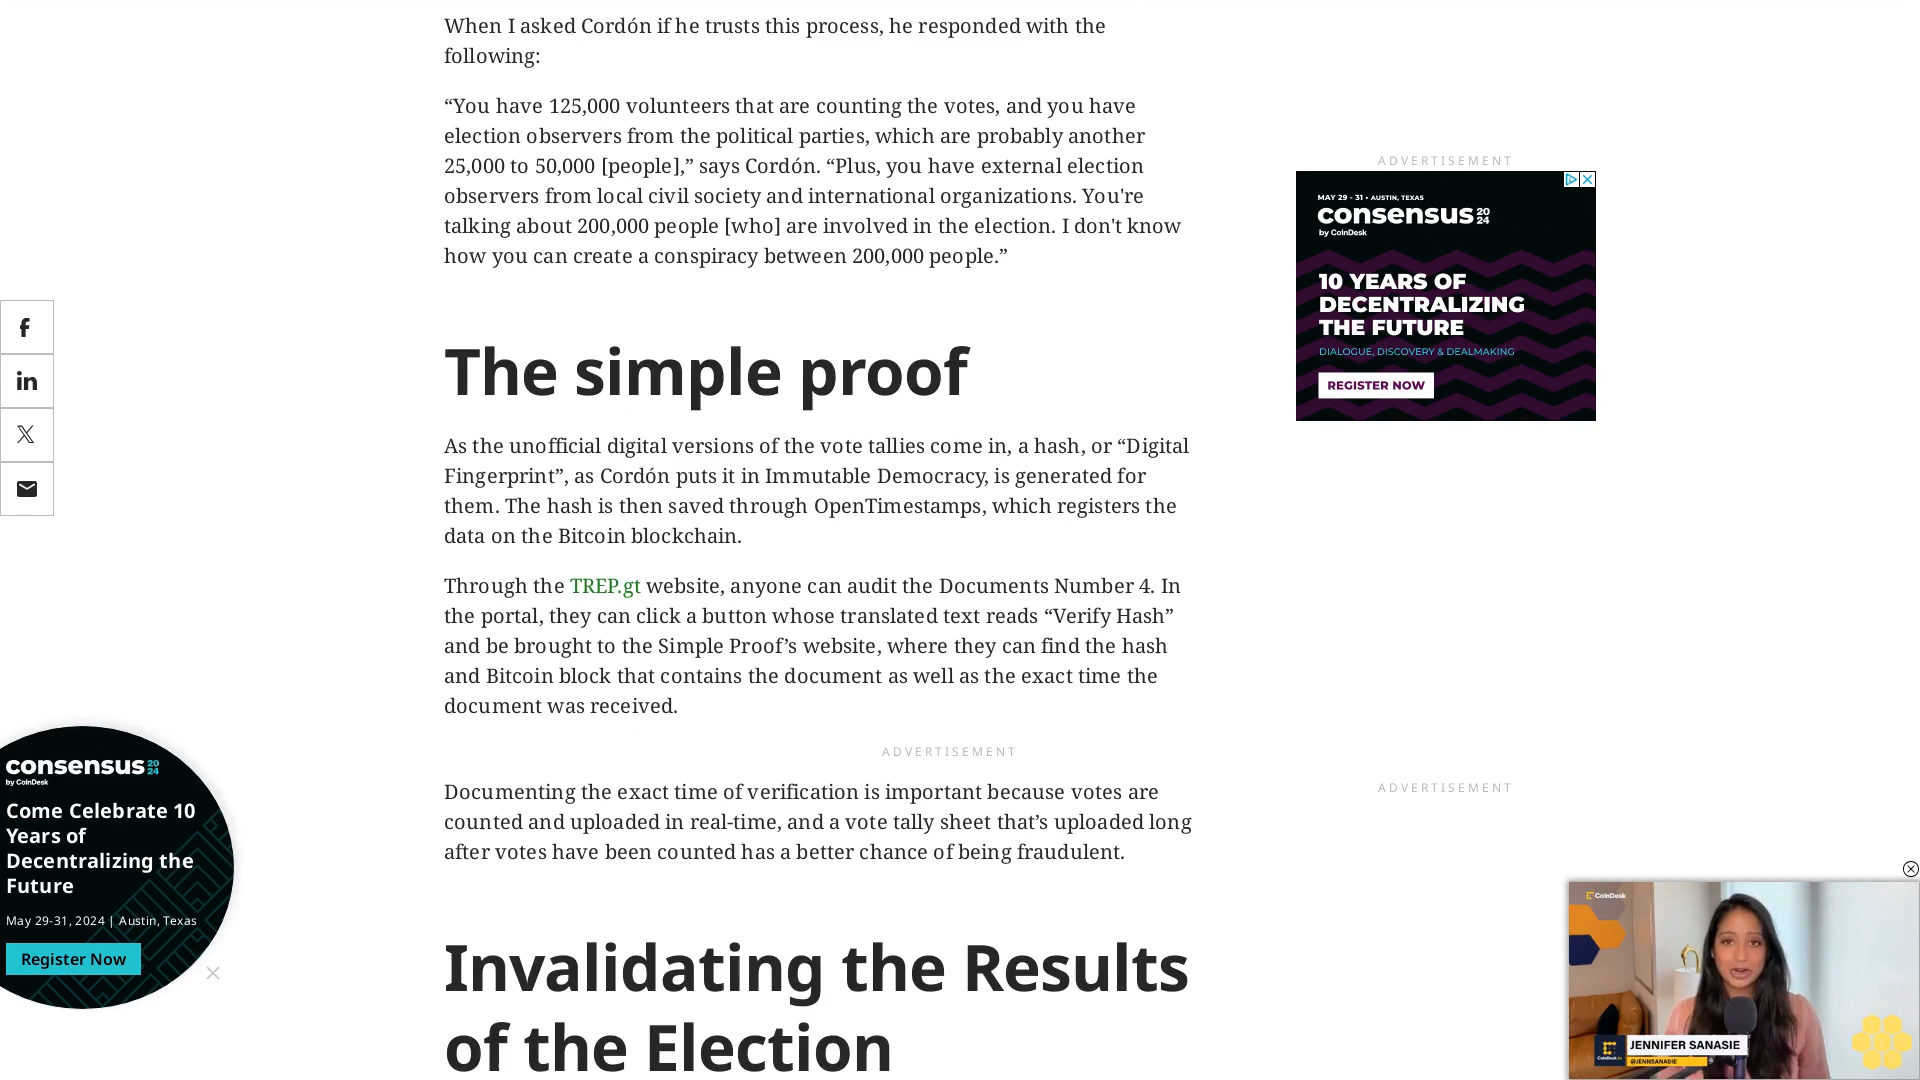 When I asked Cordón if he trusts this process, he responded with the
following:
“You have 125,000 volunteers that are counting the votes, and you have
election observers from the political parties, which are probably another
25,000 to 50,000 [people],” says Cordón. “Plus, you have external election
observers from local civil society and international organizations. You're
talking about 200,000 people [who] are involved in the election. I don't know
how you can create a conspiracy between 200,000 people.”
The simple proof
As the unofficial digital versions of the vote tallies come in, a hash, or “Digital
Fingerprint”, as Cordón puts it in Immutable Democracy, is generated for
them. The hash is then saved through OpenTimestamps, which registers the
data on the Bitcoin blockchain.
Through the TREP.gt website, anyone can audit the Documents Number 4. In
the portal, they can click a button whose translated text reads “Verify Hash”
and be brought to the Simple Proof’s website, where they can find the hash
and Bitcoin block that contains the document as well as the exact time the
document was received.
ADVERTISEMENT
Documenting the exact time of verification is important because votes are
counted and uploaded in real-time, and a vote tally sheet that’s uploaded long
after votes have been counted has a better chance of being fraudulent.
Invalidating the Results
of the Election
ADVERTISEMENT
MAY 29 - 31 • AUSTIN, TEXAS
consensus 2024
by CoinDesk
10 YEARS OF
DECENTRALIZING
THE FUTURE
DIALOGUE, DISCOVERY & DEALMAKING
REGISTER NOW
ADVERTISEMENT
consensus 2024
by CoinDesk
Come Celebrate 10
Years of
Decentralizing the
Future
May 29-31, 2024 | Austin, Texas
Register Now
CoinDesk
JENNIFER SANASIE
@JENNSANASIE